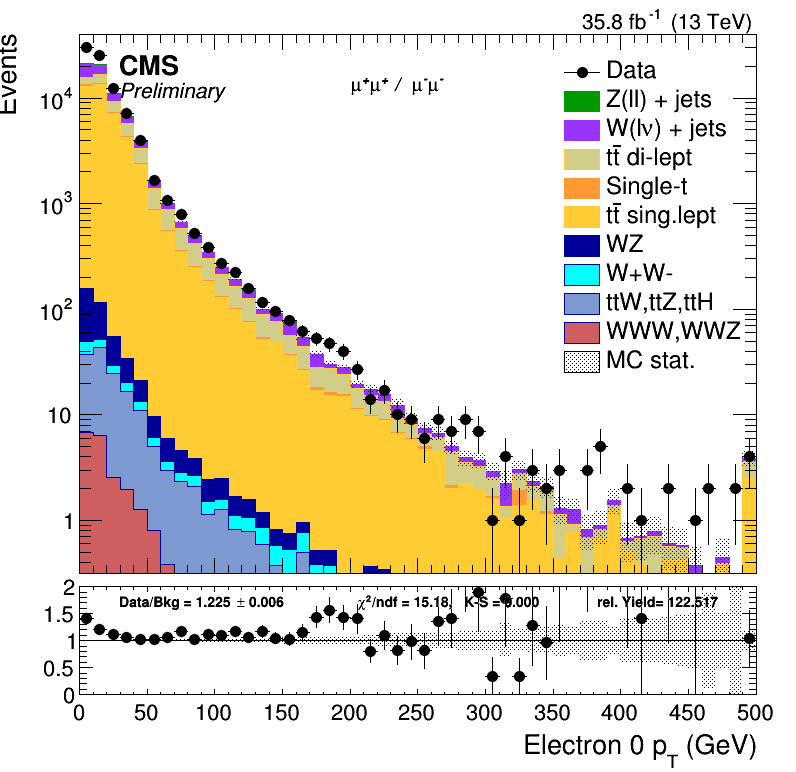 35.8 fb⁻¹ (13 TeV)
Events
CMS
Preliminary
μ⁺μ⁺ / μ⁻μ⁻
Data
Z(ll) + jets
W(lν) + jets
tt̄ di-lept
Single-t
tt̄ sing.lept
WZ
W+W-
ttW,ttZ,ttH
WWW,WWZ
MC stat.
10⁴
10³
10²
10
1
Data/Bkg = 1.225 ± 0.006
χ²/ndf = 15.18, K-S = 0.000
rel. Yield= 122.517
2
1.5
1
0.5
0
0 50 100 150 200 250 300 350 400 450 500
Electron 0 p_T (GeV)